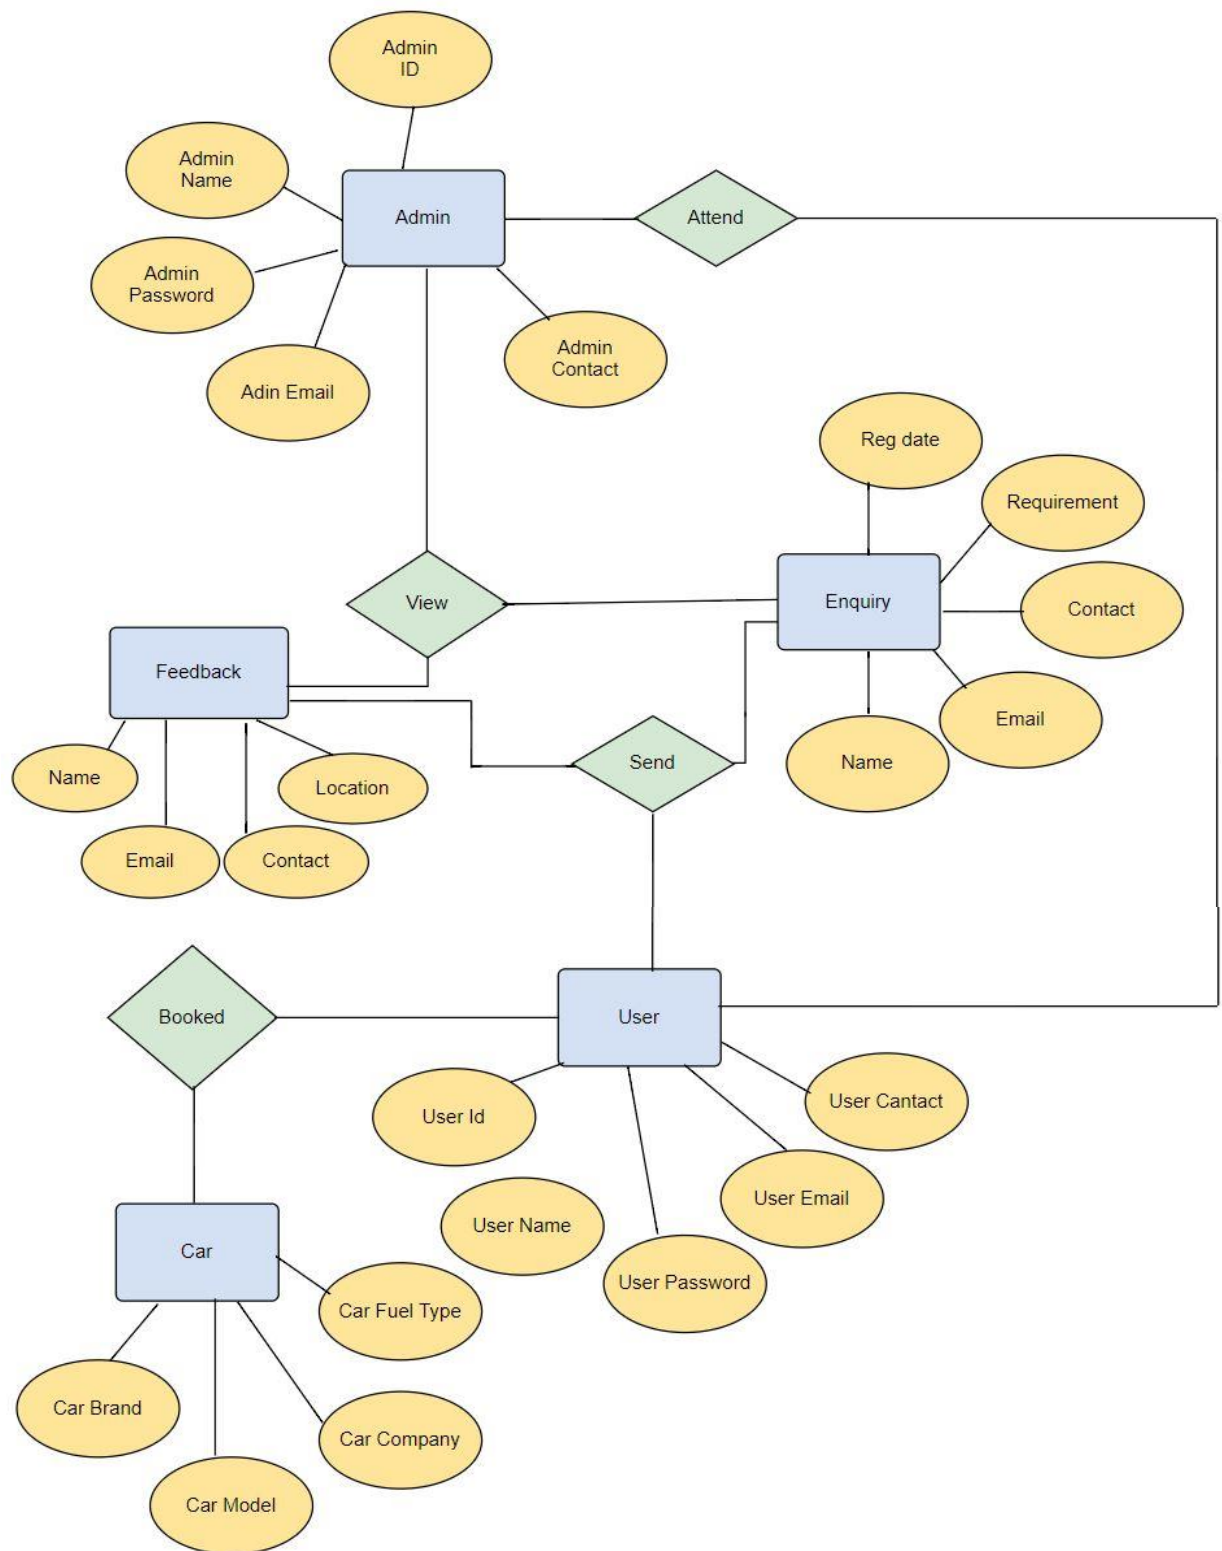 Admin
ID
Admin
Name
Admin
Attend
Admin
Password
Admin
Contact
Adin Email
Reg date
Requirement
View
Enquiry
Contact
Feedback
Email
Send
Name
Name
Location
Email
Contact
Booked
User
User Id
User Cantact
User Email
User Name
User Password
Car
Car Fuel Type
Car Brand
Car Company
Car Model